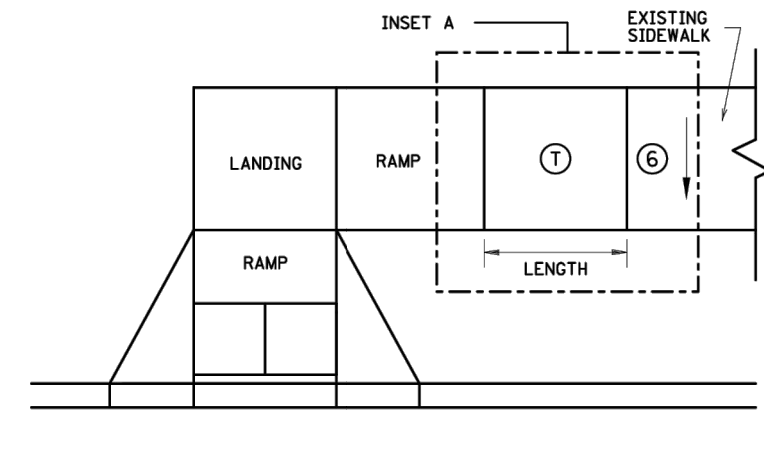 INSET A
EXISTING
SIDEWALK
LANDING
RAMP
T
6
RAMP
LENGTH